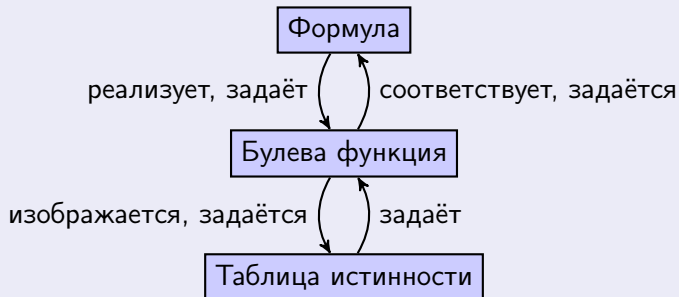 Формула
реализует, задаёт
соответствует, задаётся
Булева функция
изображается, задаётся
задаёт
Таблица истинности